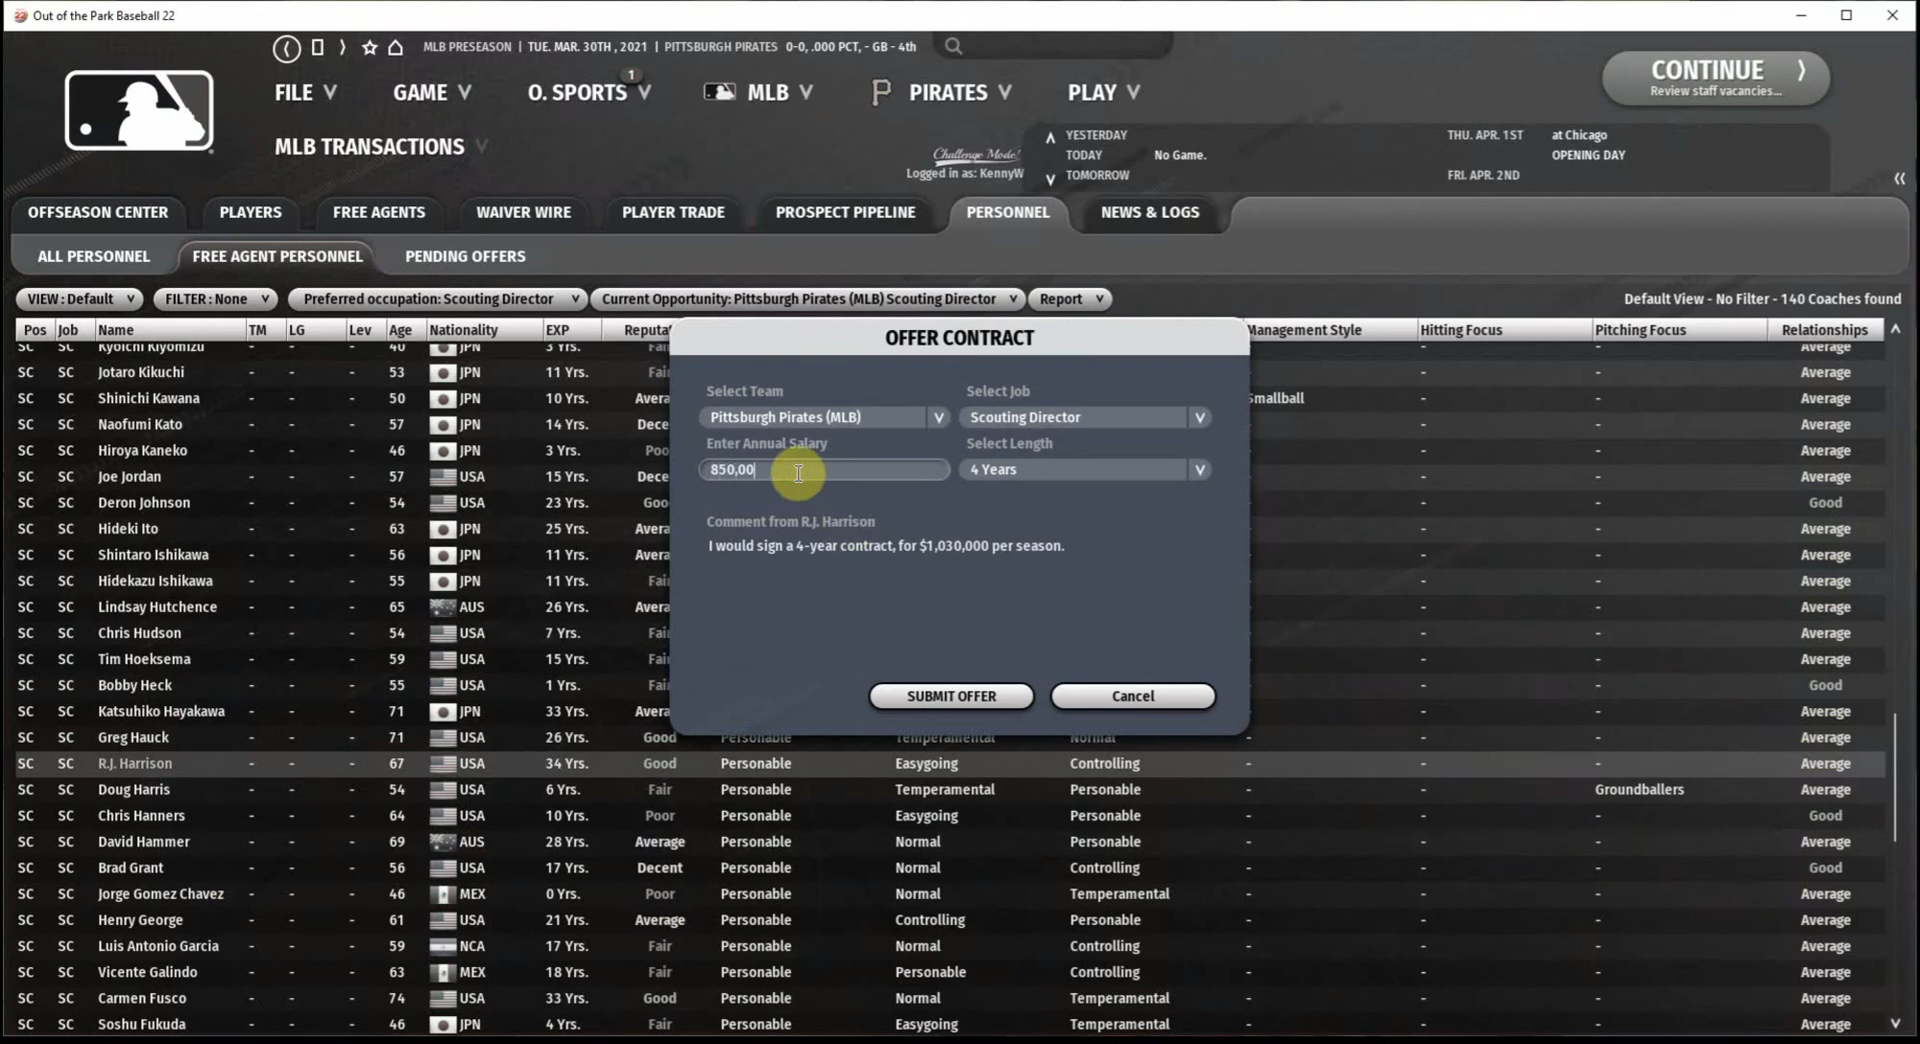 Out of the Park Baseball 22
MLB PRESEASON | TUE. MAR. 30TH , 2021 | PITTSBURGH PIRATES 0-0, .000 PCT, - GB - 4th
CONTINUE
Review staff vacancies...
FILE GAME O. SPORTS 1 MLB PIRATES PLAY
MLB TRANSACTIONS
Challenge Mode!
Logged in as: KennyW
YESTERDAY THU. APR. 1ST at Chicago
TODAY No Game. OPENING DAY
TOMORROW FRI. APR. 2ND
OFFSEASON CENTER PLAYERS FREE AGENTS WAIVER WIRE PLAYER TRADE PROSPECT PIPELINE PERSONNEL NEWS & LOGS
ALL PERSONNEL FREE AGENT PERSONNEL PENDING OFFERS
VIEW : Default FILTER : None Preferred occupation: Scouting Director Current Opportunity: Pittsburgh Pirates (MLB) Scouting Director Report Default View - No Filter - 140 Coaches found
Pos Job Name TM LG Lev Age Nationality EXP Management Style Hitting Focus Pitching Focus Relationships
SC SC Kyoichi Kiyomizu - - - 40 JPN 3 Yrs. - - - Average
SC SC Jotaro Kikuchi - - - 53 JPN 11 Yrs. - - - Average
SC SC Shinichi Kawana - - - 50 JPN 10 Yrs. Smallball - - Average
SC SC Naofumi Kato - - - 57 JPN 14 Yrs. - - - Average
SC SC Hiroya Kaneko - - - 46 JPN 3 Yrs. - - - Average
SC SC Joe Jordan - - - 57 USA 15 Yrs. - - - Average
SC SC Deron Johnson - - - 54 USA 23 Yrs. - - - Good
SC SC Hideki Ito - - - 63 JPN 25 Yrs. - - - Average
SC SC Shintaro Ishikawa - - - 56 JPN 11 Yrs. - - - Average
SC SC Hidekazu Ishikawa - - - 55 JPN 11 Yrs. - - - Average
SC SC Lindsay Hutchence - - - 65 AUS 26 Yrs. - - - Average
SC SC Chris Hudson - - - 54 USA 7 Yrs. - - - Average
SC SC Tim Hoeksema - - - 59 USA 15 Yrs. - - - Average
SC SC Bobby Heck - - - 55 USA 1 Yrs. - - - Good
SC SC Katsuhiko Hayakawa - - - 71 JPN 33 Yrs. - - - Average
SC SC Greg Hauck - - - 71 USA 26 Yrs. Good Personable Temperamental Normal - - - Average
SC SC R.J. Harrison - - - 67 USA 34 Yrs. Good Personable Easygoing Controlling - - - Average
SC SC Doug Harris - - - 54 USA 6 Yrs. Fair Personable Temperamental Personable - - Groundballers Average
SC SC Chris Hanners - - - 64 USA 10 Yrs. Poor Personable Easygoing Personable - - - Good
SC SC David Hammer - - - 69 AUS 28 Yrs. Average Personable Normal Personable - - - Average
SC SC Brad Grant - - - 56 USA 17 Yrs. Decent Personable Normal Controlling - - - Good
SC SC Jorge Gomez Chavez - - - 46 MEX 0 Yrs. Poor Personable Normal Temperamental - - - Average
SC SC Henry George - - - 61 USA 21 Yrs. Average Personable Controlling Personable - - - Average
SC SC Luis Antonio Garcia - - - 59 NCA 17 Yrs. Fair Personable Normal Controlling - - - Average
SC SC Vicente Galindo - - - 63 MEX 18 Yrs. Fair Personable Personable Controlling - - - Average
SC SC Carmen Fusco - - - 74 USA 33 Yrs. Good Personable Normal Temperamental - - - Average
SC SC Soshu Fukuda - - - 46 JPN 4 Yrs. Fair Personable Easygoing Temperamental - - - Average
OFFER CONTRACT
Select Team Select Job
Pittsburgh Pirates (MLB) Scouting Director
Enter Annual Salary Select Length
850,00 4 Years
Comment from R.J. Harrison
I would sign a 4-year contract, for $1,030,000 per season.
SUBMIT OFFER Cancel